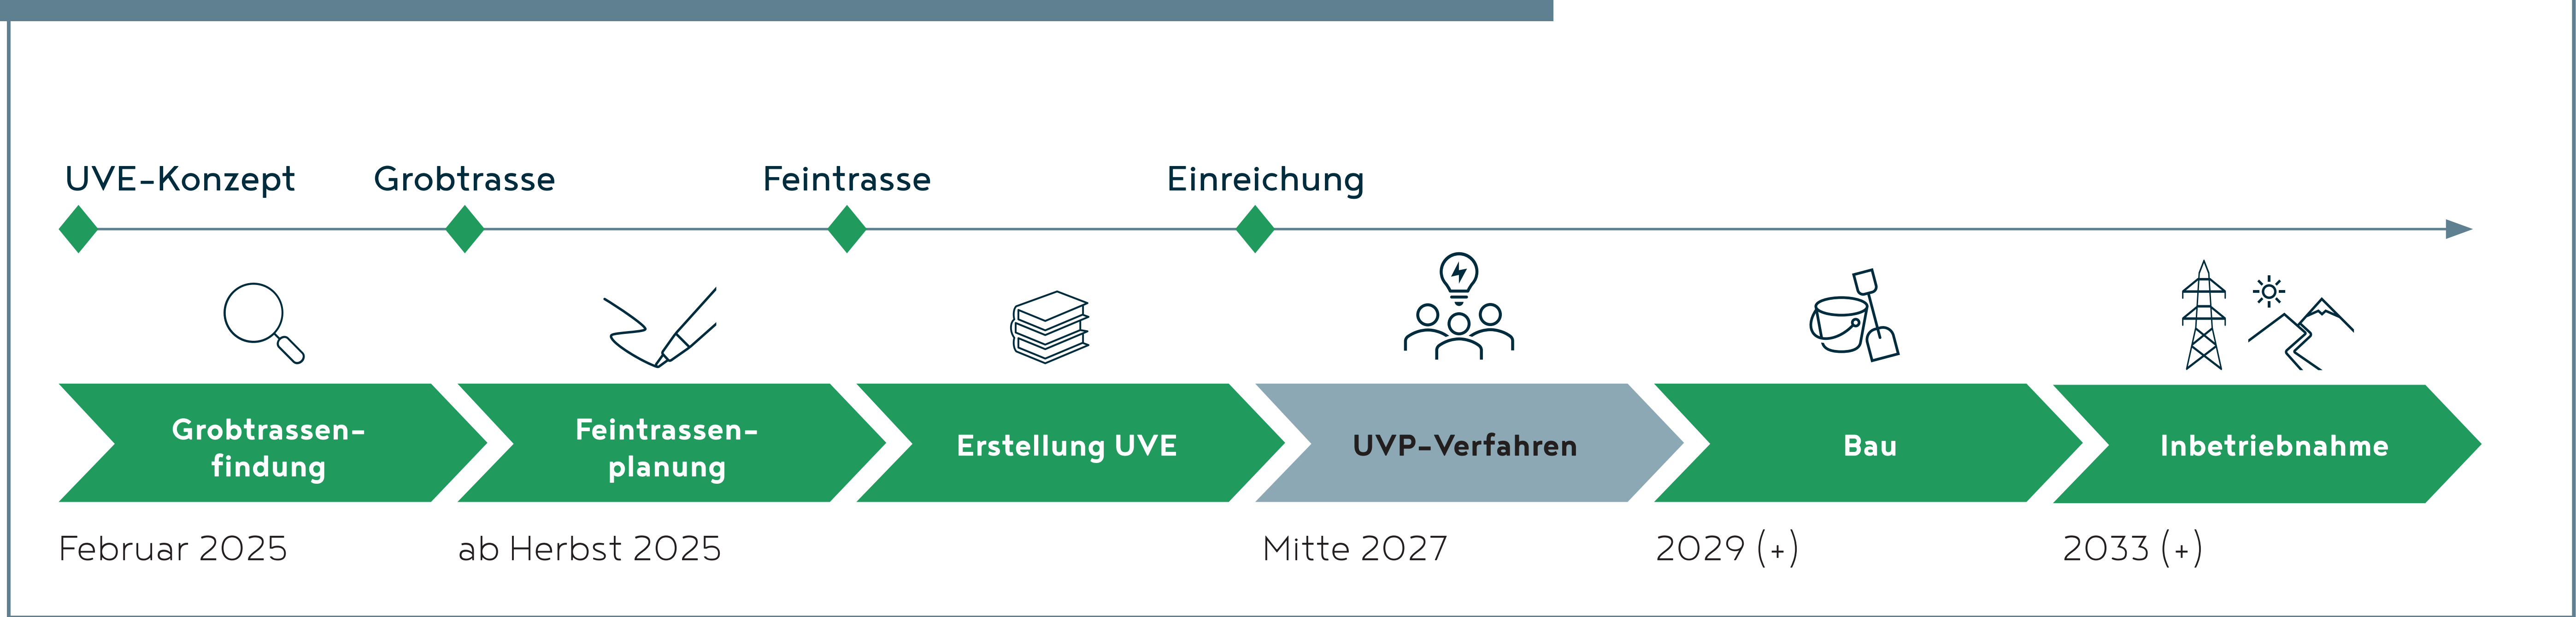 UVE-Konzept
Grobtrasse
Feintrasse
Einreichung
Grobtrassen-
findung
Feintrassen-
planung
Erstellung UVE
UVP-Verfahren
Bau
Inbetriebnahme
Februar 2025
ab Herbst 2025
Mitte 2027
2029 (+)
2033 (+)